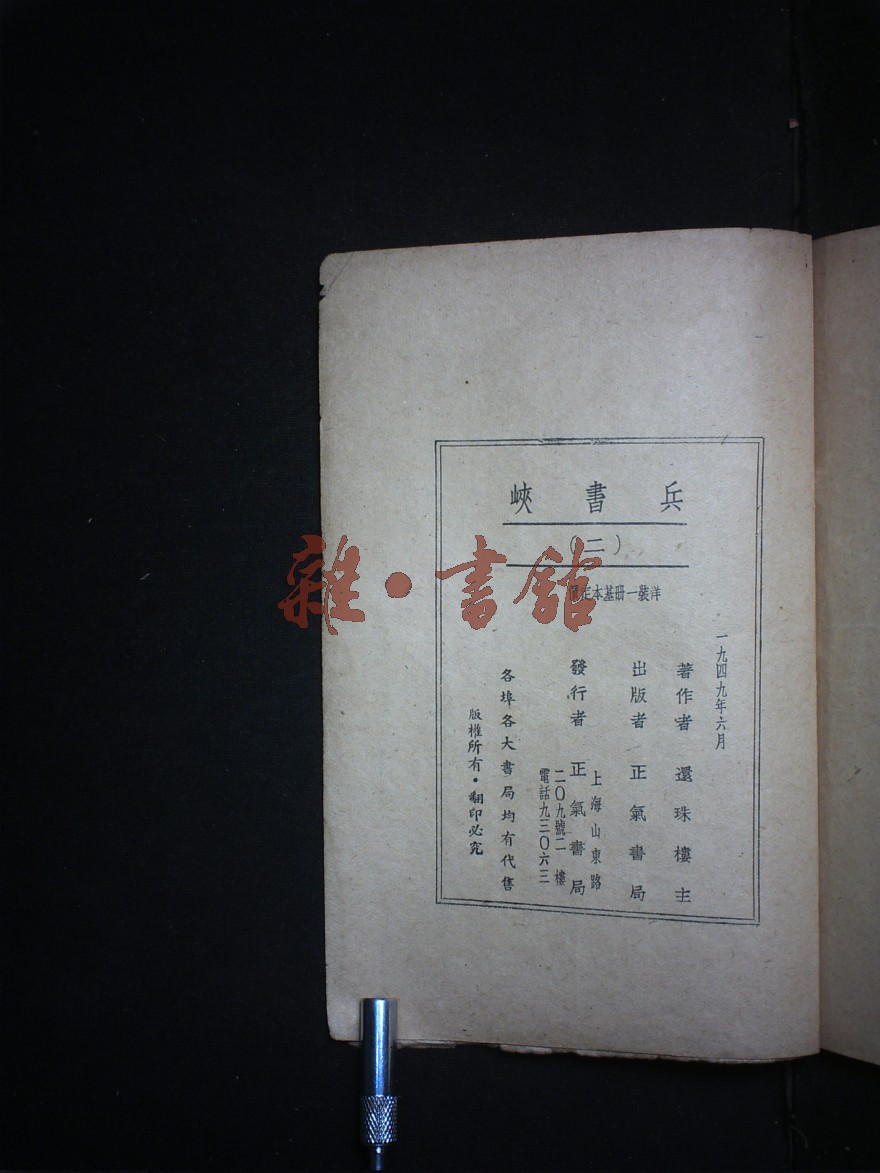 兵書峽
(二)
洋裝一冊基本定價
一九四九年六月
著作者 還珠樓主
出版者 正氣書局
發行者 正氣書局
上海山東路
二〇九號二樓
電話九三〇六三
各埠各大書局均有代售
版權所有・翻印必究
雜・書館